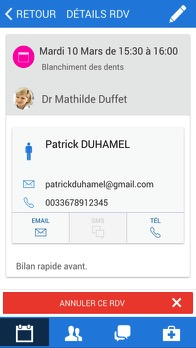 RETOUR DÉTAILS RDV
Mardi 10 Mars de 15:30 à 16:00
Blanchiment des dents
Dr Mathilde Duffet
Patrick DUHAMEL
patrickduhamel@gmail.com
0033678912345
EMAIL SMS TÉL
Bilan rapide avant.
ANNULER CE RDV